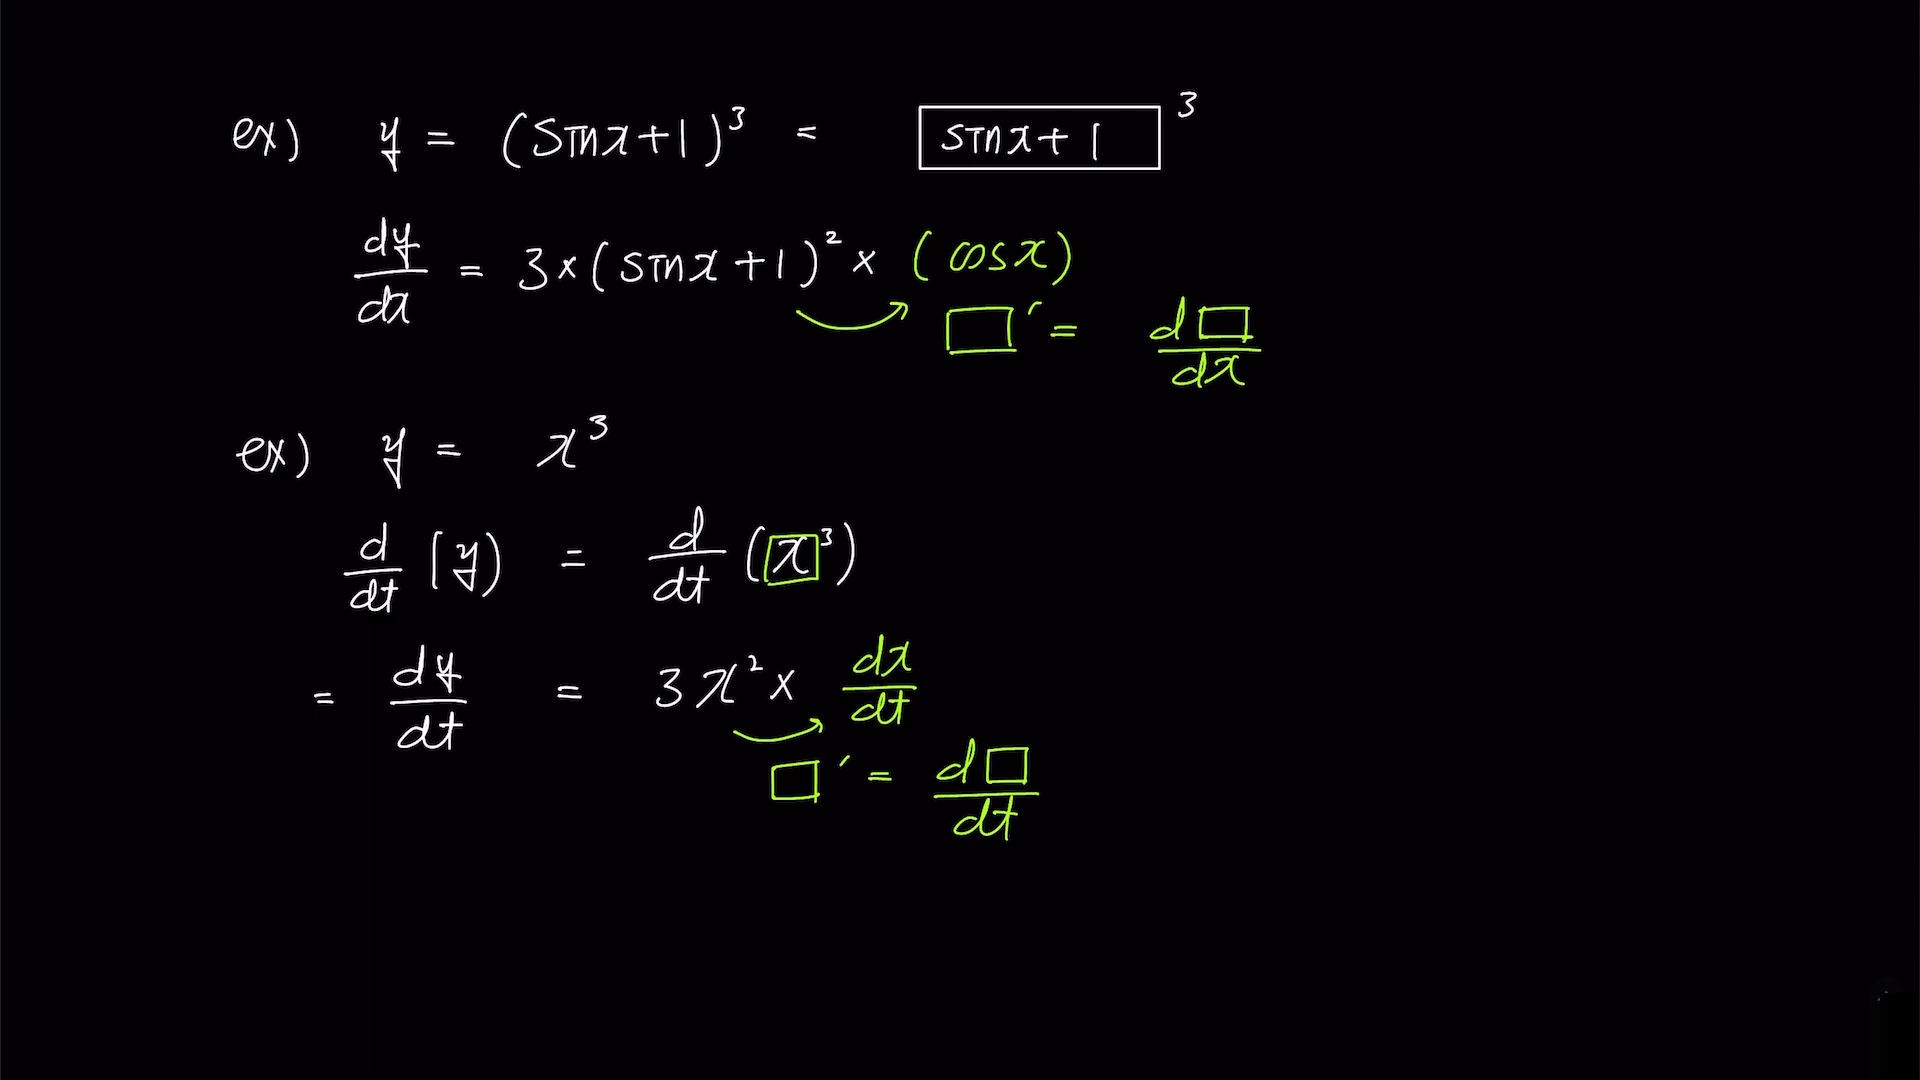 ex) y = (sinx+1)³ = sinx+1 ³
dy/dx = 3×(sinx+1)² × (cosx)
□′ = d□/dx
ex) y = x³
d/dt (y) = d/dt (x³)
= dy/dt = 3x² × dx/dt
□′ = d□/dt